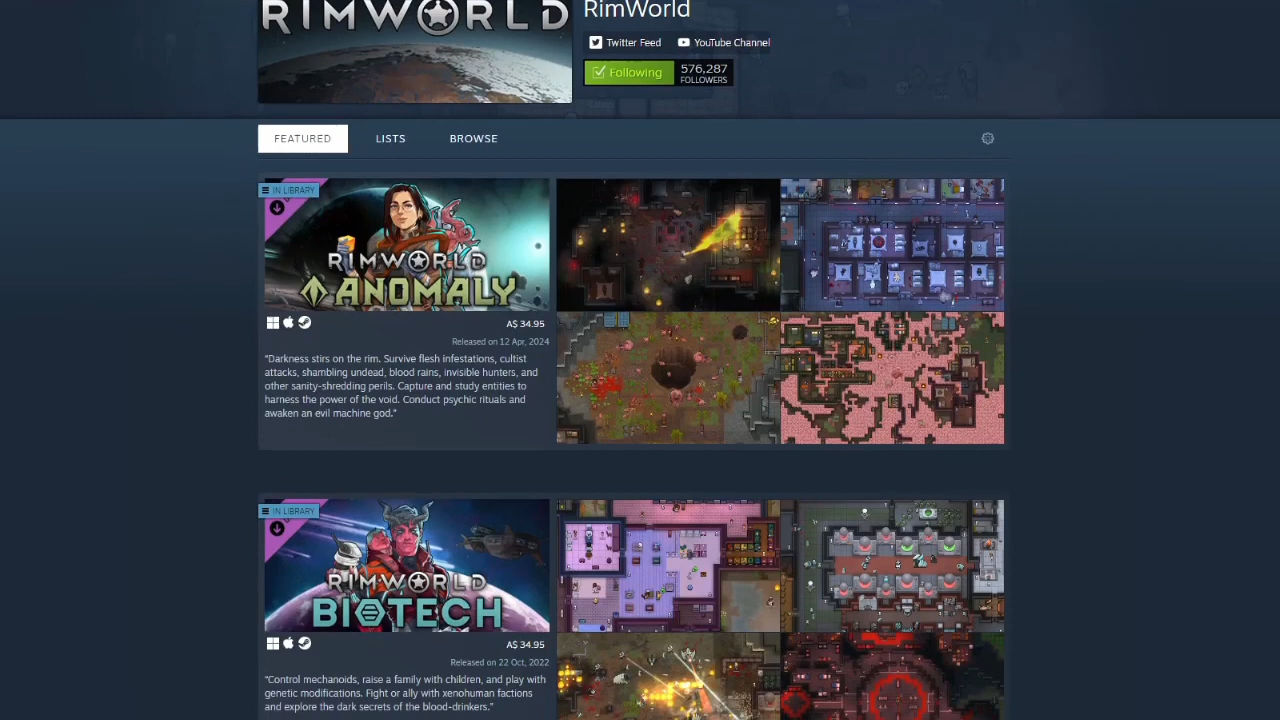 RIMWORLD
RimWorld
Twitter Feed
YouTube Channel
Following
576,287
FOLLOWERS
FEATURED
LISTS
BROWSE
IN LIBRARY
RIMWORLD
ANOMALY
A$ 34.95
Released on 12 Apr, 2024
"Darkness stirs on the rim. Survive flesh infestations, cultist
attacks, shambling undead, blood rains, invisible hunters, and
other sanity-shredding perils. Capture and study entities to
harness the power of the void. Conduct psychic rituals and
awaken an evil machine god."
IN LIBRARY
RIMWORLD
BIOTECH
A$ 34.95
Released on 22 Oct, 2022
"Control mechanoids, raise a family with children, and play with
genetic modifications. Fight or ally with xenohuman factions
and explore the dark secrets of the blood-drinkers."